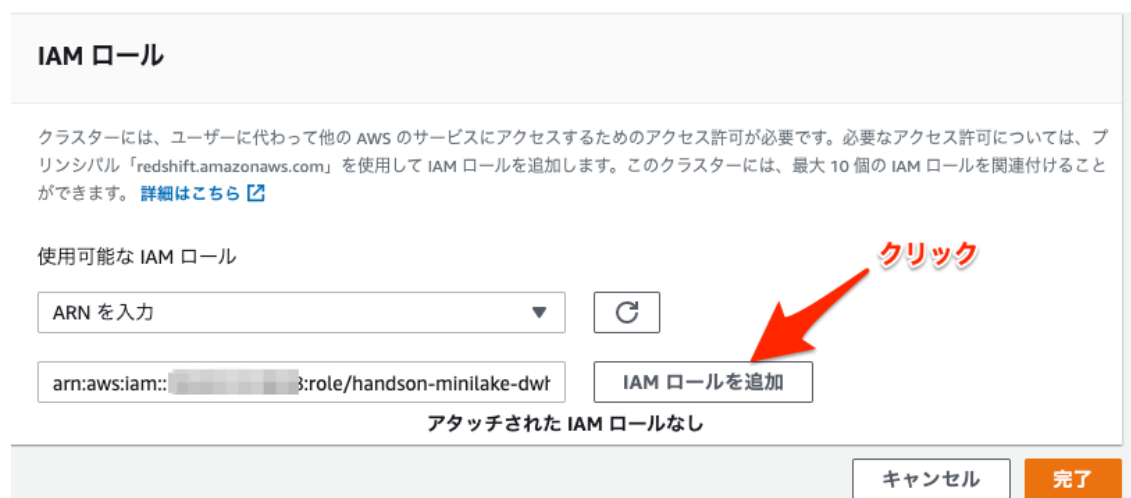 IAM ロール
クラスターには、ユーザーに代わって他の AWS のサービスにアクセスするためのアクセス許可が必要です。必要なアクセス許可については、プ
リンシパル「redshift.amazonaws.com」を使用して IAM ロールを追加します。このクラスターには、最大 10 個の IAM ロールを関連付けること
ができます。 詳細はこちら
使用可能な IAM ロール
クリック
ARN を入力
arn:aws:iam:: 3:role/handson-minilake-dwh
IAM ロールを追加
アタッチされた IAM ロールなし
キャンセル
完了